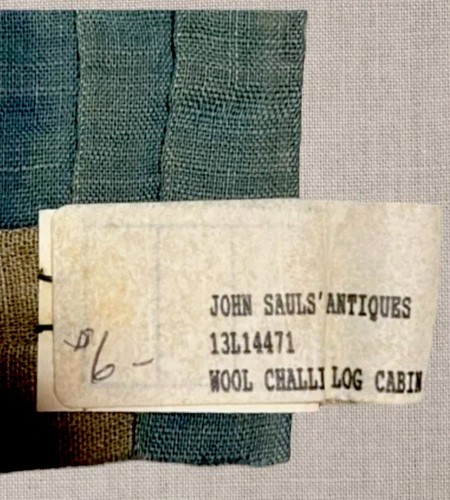 JOHN SAULS' ANTIQUES
13L14471
WOOL CHALLI LOG CABIN
$6-